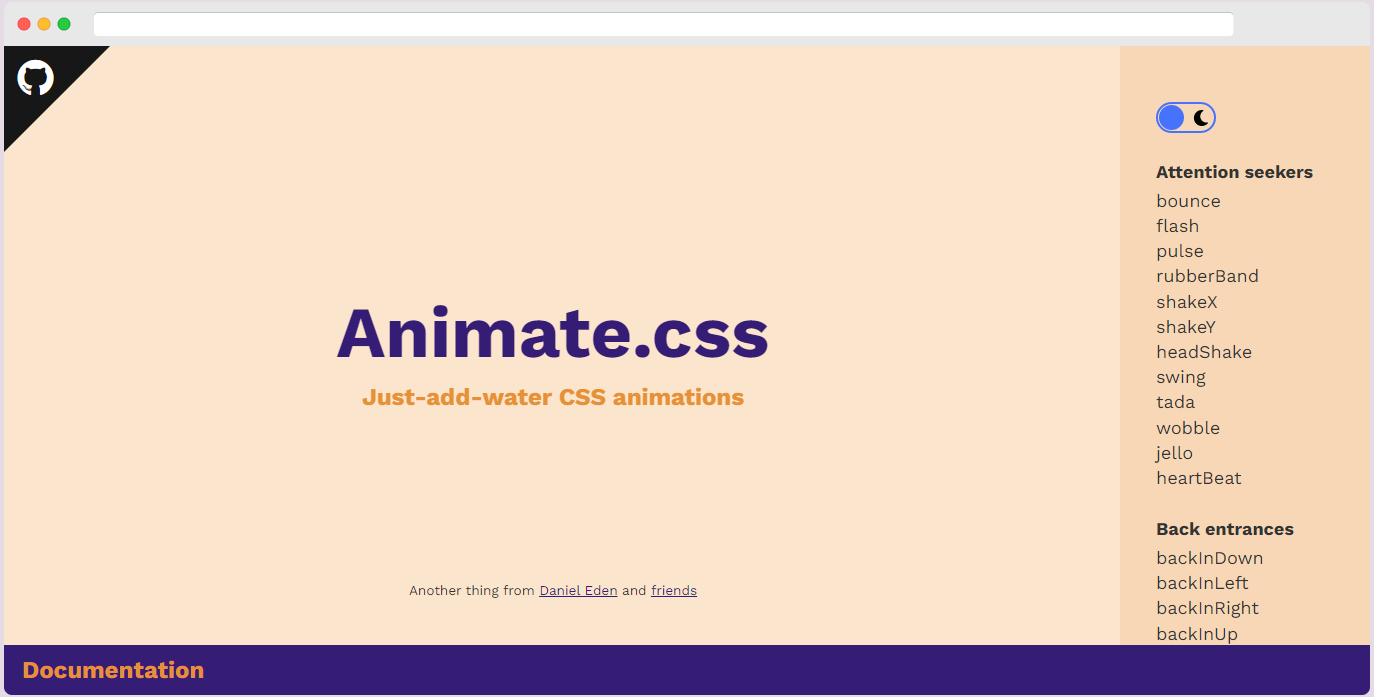 Animate.css
Just-add-water CSS animations
Another thing from Daniel Eden and friends
Attention seekers
bounce
flash
pulse
rubberBand
shakeX
shakeY
headShake
swing
tada
wobble
jello
heartBeat
Back entrances
backInDown
backInLeft
backInRight
backInUp
Documentation